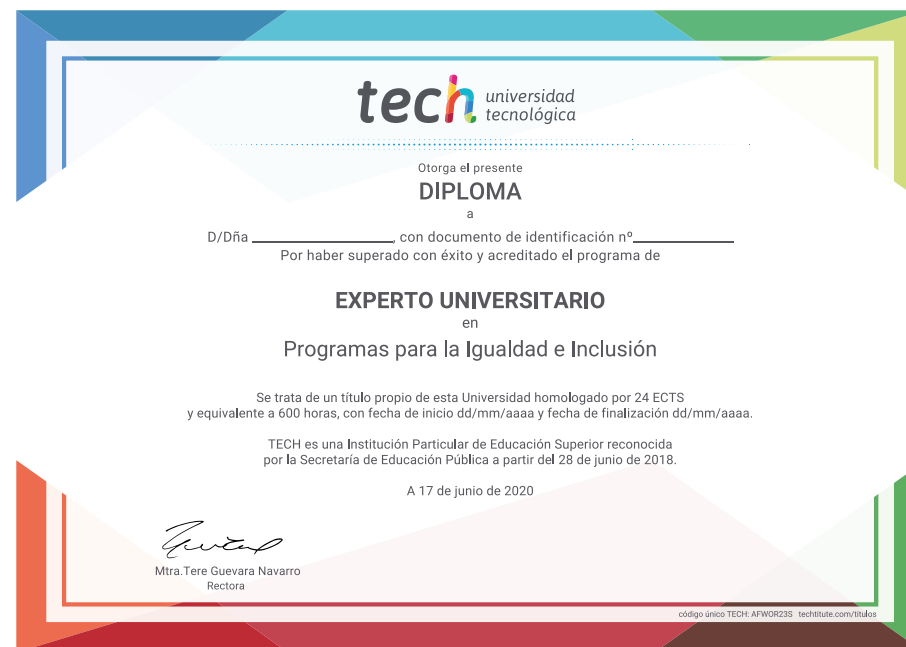 tech universidad
tecnológica
Otorga el presente
DIPLOMA
a
D/Dña ____________________, con documento de identificación nº______________
Por haber superado con éxito y acreditado el programa de
EXPERTO UNIVERSITARIO
en
Programas para la Igualdad e Inclusión
Se trata de un título propio de esta Universidad homologado por 24 ECTS
y equivalente a 600 horas, con fecha de inicio dd/mm/aaaa y fecha de finalización dd/mm/aaaa.
TECH es una Institución Particular de Educación Superior reconocida
por la Secretaría de Educación Pública a partir del 28 de junio de 2018.
A 17 de junio de 2020
Mtra.Tere Guevara Navarro
Rectora
código único TECH: AFWOR23S techtitute.com/titulos